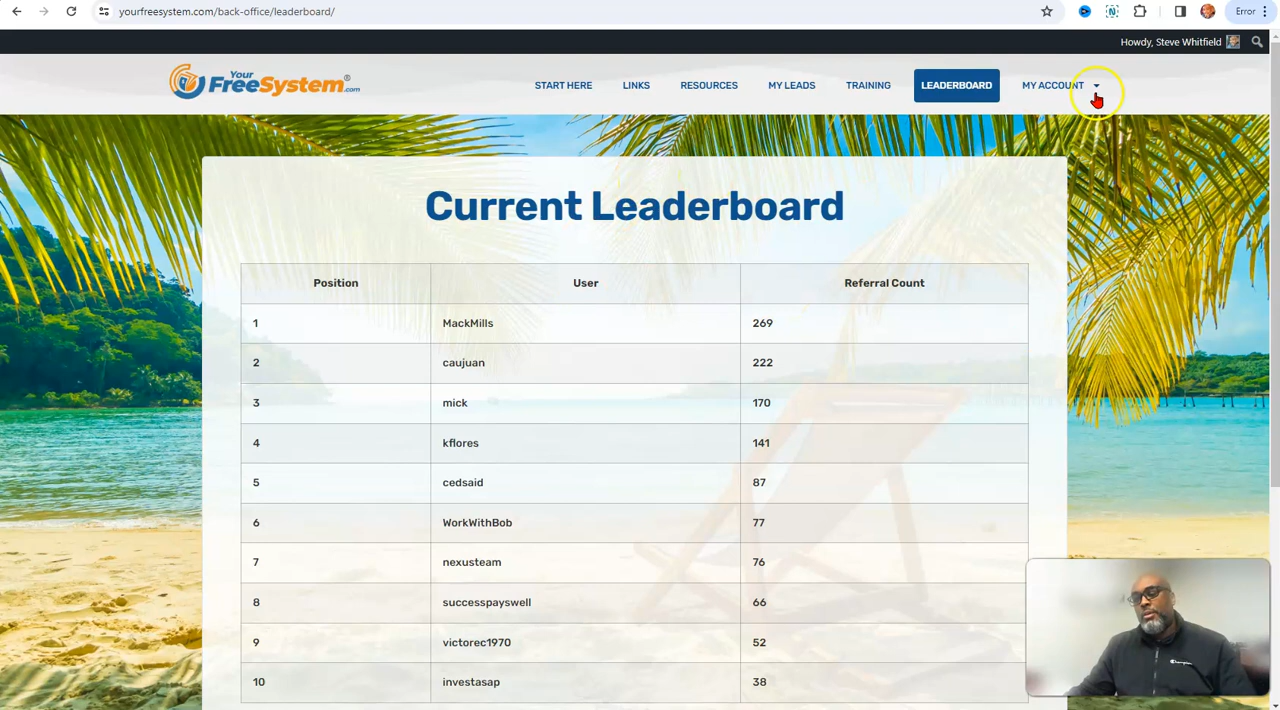 yourfreesystem.com/back-office/leaderboard/
Error
Howdy, Steve Whitfield
Your FreeSystem.com®
START HERE
LINKS
RESOURCES
MY LEADS
TRAINING
LEADERBOARD
MY ACCOUNT
Current Leaderboard
Position User Referral Count
1 MackMills 269
2 caujuan 222
3 mick 170
4 kflores 141
5 cedsaid 87
6 WorkWithBob 77
7 nexusteam 76
8 successpayswell 66
9 victorec1970 52
10 investasap 38
Champion